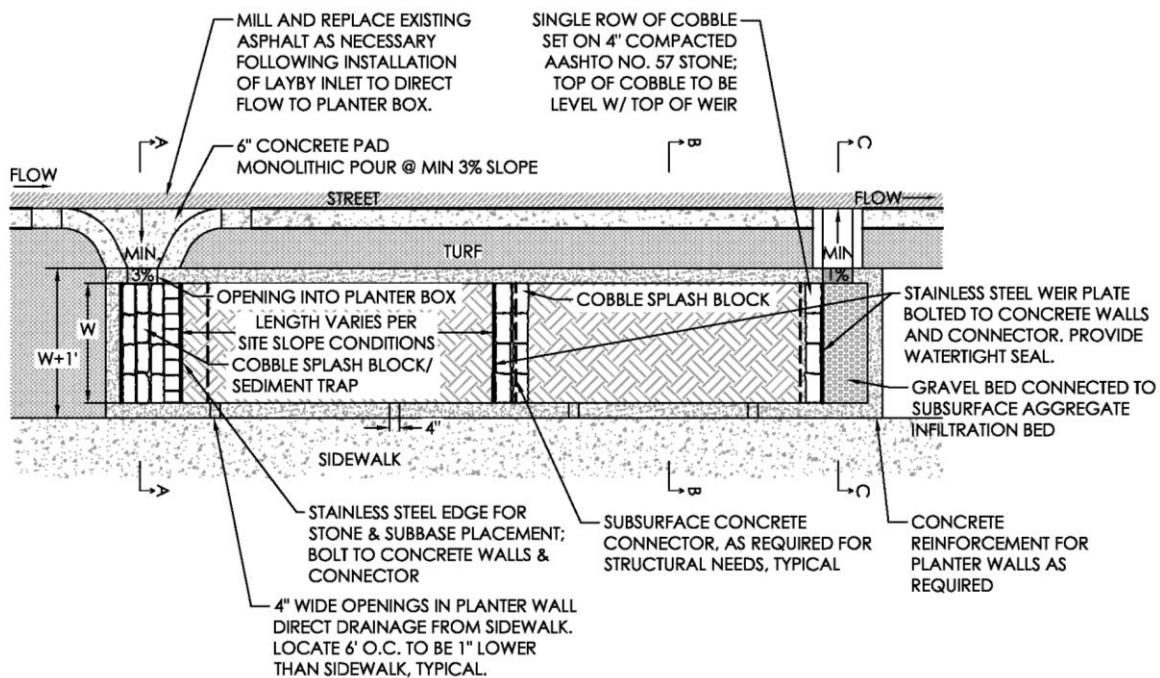 MILL AND REPLACE EXISTING
ASPHALT AS NECESSARY
FOLLOWING INSTALLATION
OF LAYBY INLET TO DIRECT
FLOW TO PLANTER BOX.
SINGLE ROW OF COBBLE
SET ON 4" COMPACTED
AASHTO NO. 57 STONE;
TOP OF COBBLE TO BE
LEVEL W/ TOP OF WEIR
A
6" CONCRETE PAD
MONOLITHIC POUR @ MIN 3% SLOPE
B
C
FLOW
STREET
FLOW
MIN.
3%
TURF
MIN
1%
OPENING INTO PLANTER BOX
COBBLE SPLASH BLOCK
W
W+1'
LENGTH VARIES PER
SITE SLOPE CONDITIONS
COBBLE SPLASH BLOCK/
SEDIMENT TRAP
STAINLESS STEEL WEIR PLATE
BOLTED TO CONCRETE WALLS
AND CONNECTOR. PROVIDE
WATERTIGHT SEAL.
GRAVEL BED CONNECTED TO
SUBSURFACE AGGREGATE
INFILTRATION BED
4"
SIDEWALK
A
B
C
STAINLESS STEEL EDGE FOR
STONE & SUBBASE PLACEMENT;
BOLT TO CONCRETE WALLS &
CONNECTOR
SUBSURFACE CONCRETE
CONNECTOR, AS REQUIRED FOR
STRUCTURAL NEEDS, TYPICAL
CONCRETE
REINFORCEMENT FOR
PLANTER WALLS AS
REQUIRED
4" WIDE OPENINGS IN PLANTER WALL
DIRECT DRAINAGE FROM SIDEWALK.
LOCATE 6' O.C. TO BE 1" LOWER
THAN SIDEWALK, TYPICAL.